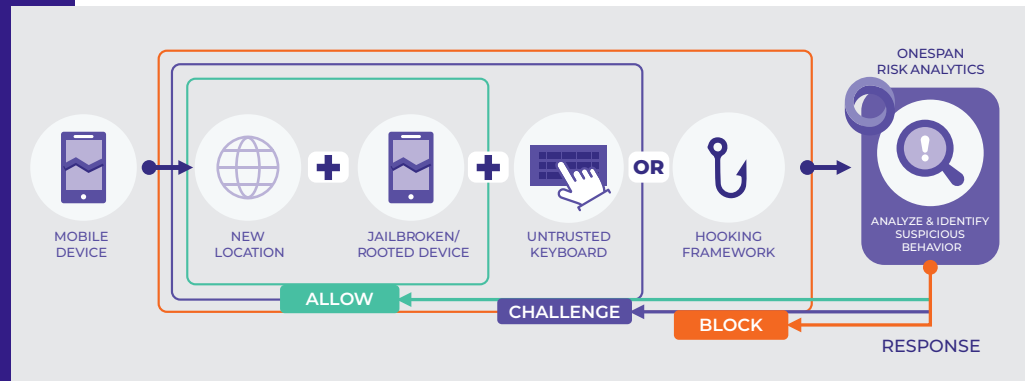 ONESPAN
RISK ANALYTICS
OR
MOBILE
DEVICE
NEW
LOCATION
JAILBROKEN/
ROOTED DEVICE
UNTRUSTED
KEYBOARD
HOOKING
FRAMEWORK
ANALYZE & IDENTIFY
SUSPICIOUS
BEHAVIOR
ALLOW
CHALLENGE
BLOCK
RESPONSE